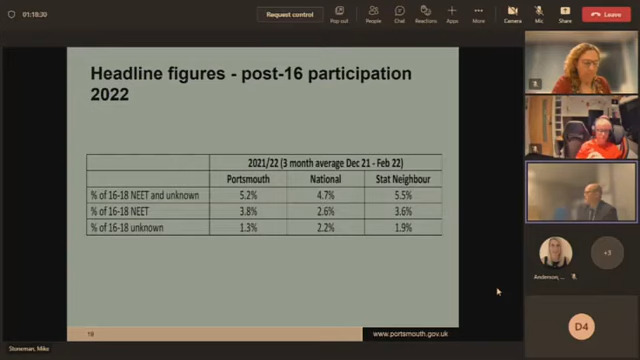 01:18:30
Request control
Pop out
People
Chat
Reactions
Apps
More
Camera
Mic
Share
Leave
Headline figures - post-16 participation
2022
2021/22 (3 month average Dec 21 - Feb 22)
Portsmouth National Stat Neighbour
% of 16-18 NEET and unknown 5.2% 4.7% 5.5%
% of 16-18 NEET 3.8% 2.6% 3.6%
% of 16-18 unknown 1.3% 2.2% 1.9%
18
www.portsmouth.gov.uk
Anderson, ...
+3
D4
Stoneman, Mike